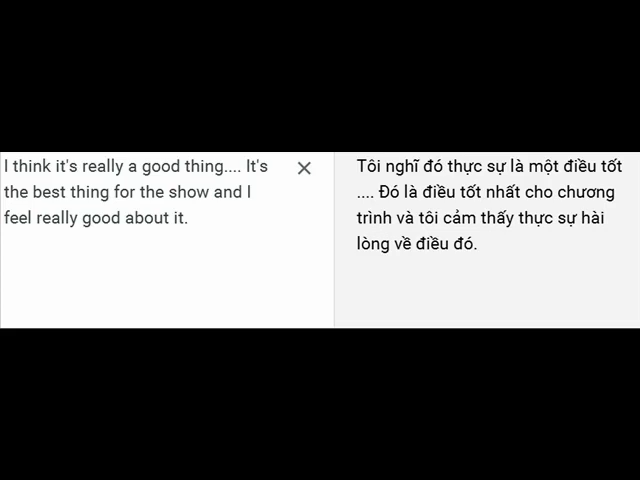 I think it's really a good thing.... It's
the best thing for the show and I
feel really good about it.
Tôi nghĩ đó thực sự là một điều tốt
.... Đó là điều tốt nhất cho chương
trình và tôi cảm thấy thực sự hài
lòng về điều đó.